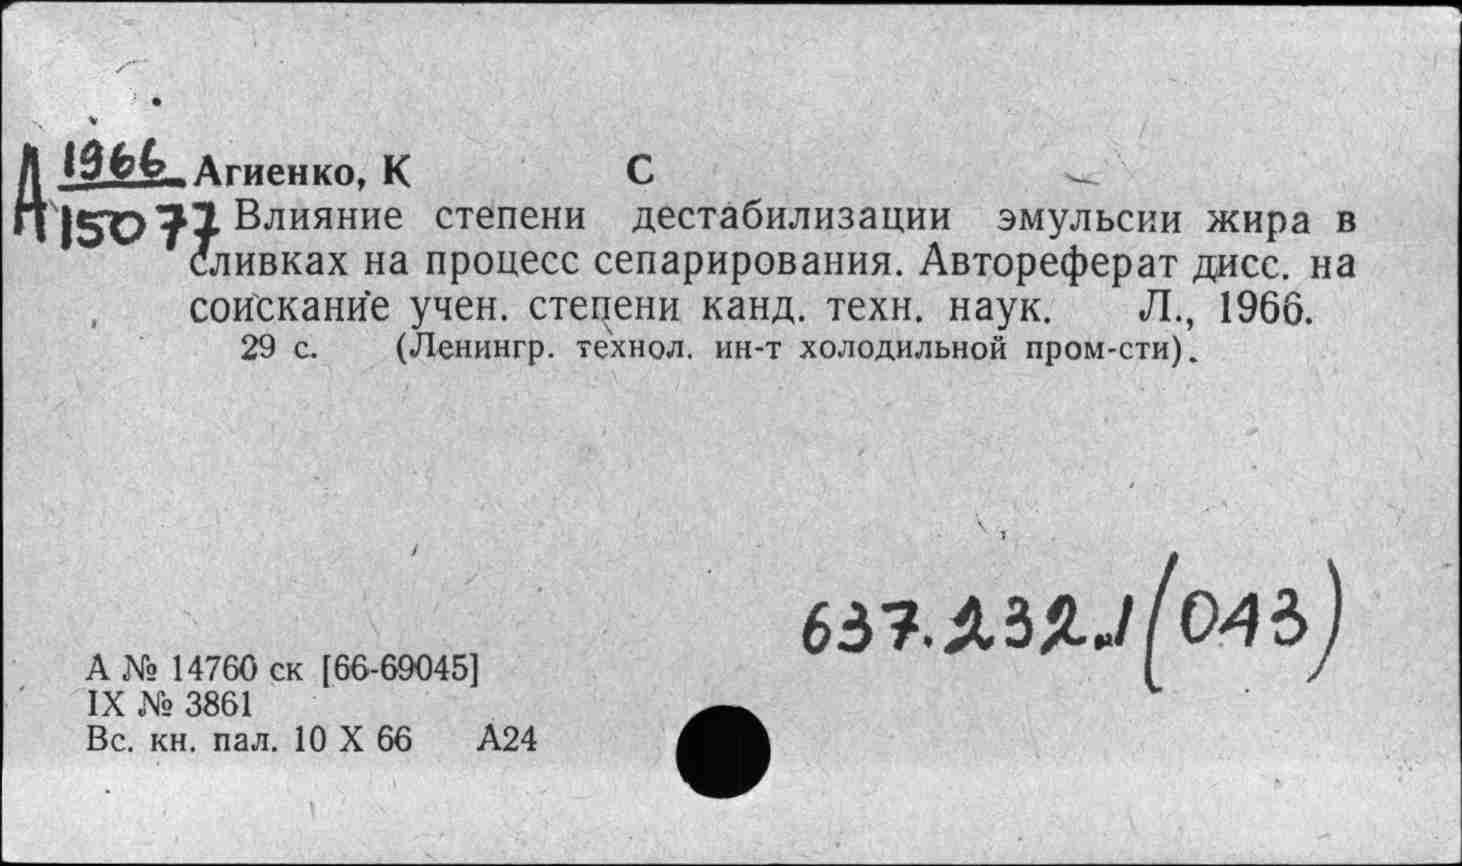 А 1966 Агиенко, К С
15077 Влияние степени дестабилизации эмульсии жира в
сливках на процесс сепарирования. Автореферат дисс. на
соискание учен. степени канд. техн. наук. Л., 1966.
29 с. (Ленингр. технол. ин-т холодильной пром-сти).
637.232.1(043)
А № 14760 ск [66-69045]
IX № 3861
Вс. кн. пал. 10 X 66 А24